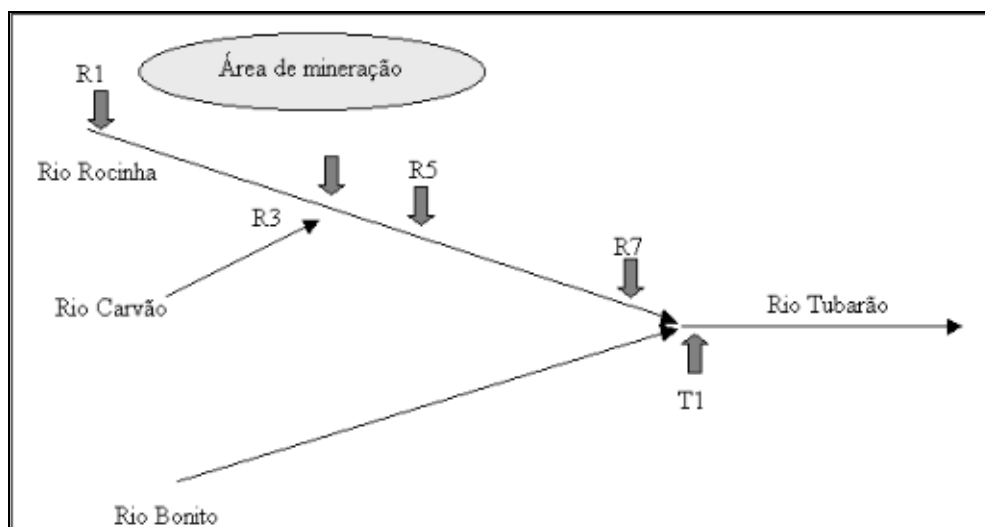 Área de mineração
R1
Rio Rocinha
R5
R3
R7
Rio Carvão
Rio Tubarão
T1
Rio Bonito